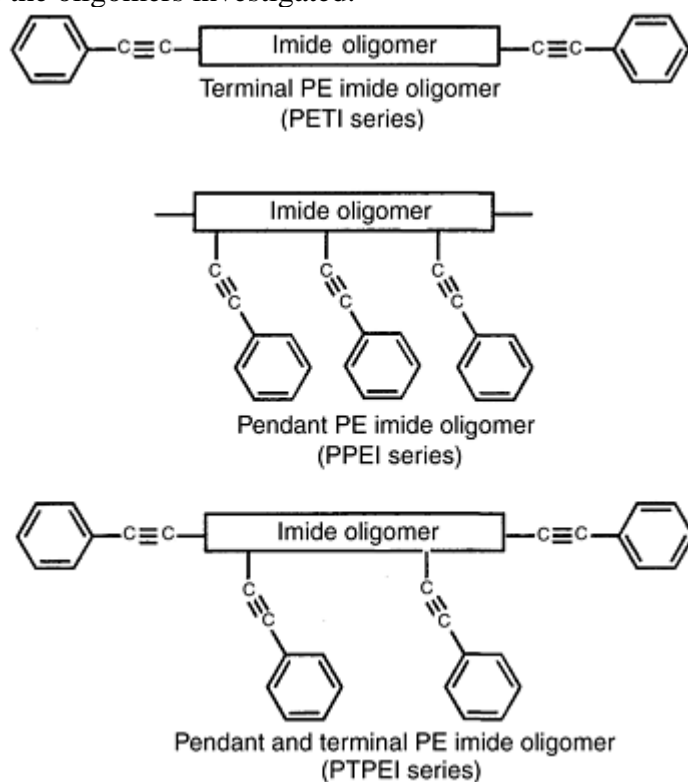 the oligomers investigated.
C≡C Imide oligomer C≡C
Terminal PE imide oligomer
(PETI series)
Imide oligomer
C C C
C C C
Pendant PE imide oligomer
(PPEI series)
C≡C Imide oligomer C≡C
C C
C C
Pendant and terminal PE imide oligomer
(PTPEI series)